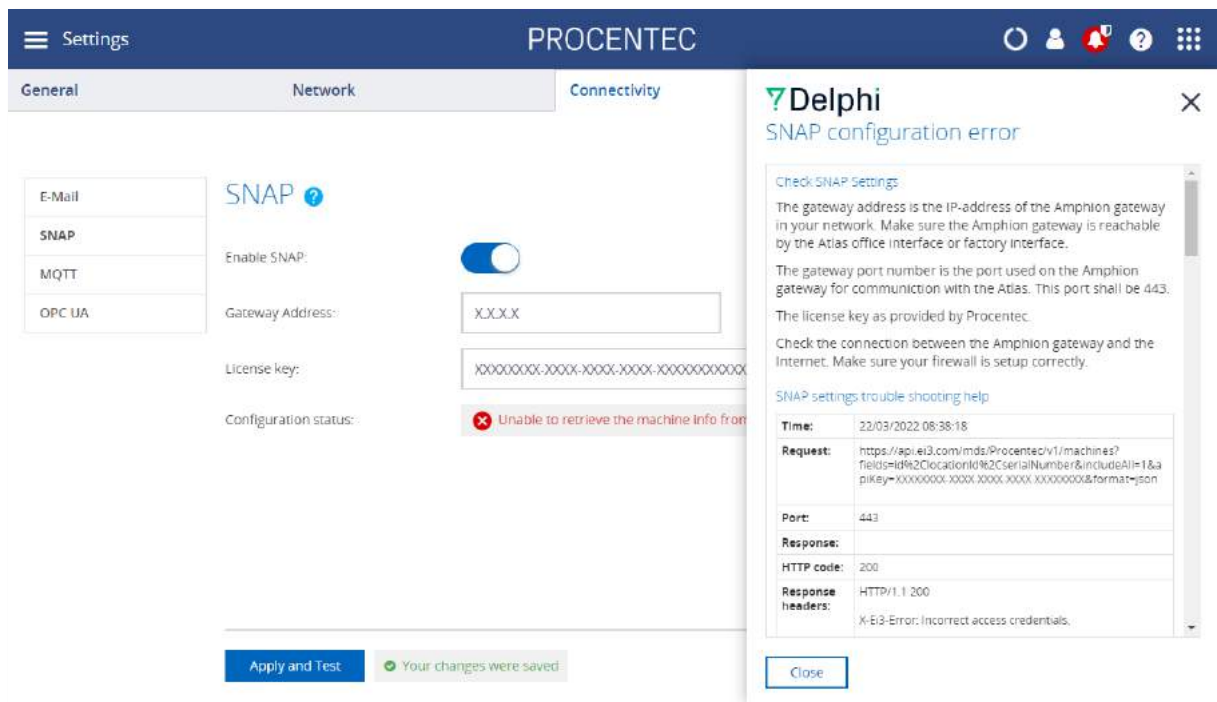 Settings
PROCENTEC
General
Network
Connectivity
E-Mail
SNAP
MQTT
OPC UA
SNAP
Enable SNAP:
Gateway Address:
X.X.X.X
License key:
XXXXXXXX-XXXX-XXXX-XXXX-XXXXXXXXXXX
Configuration status:
Unable to retrieve the machine info from
Apply and Test
Your changes were saved
Delphi
SNAP configuration error
Check SNAP Settings
The gateway address is the IP-address of the Amphion gateway
in your network. Make sure the Amphion gateway is reachable
by the Atlas office interface or factory interface.
The gateway port number is the port used on the Amphion
gateway for communiction with the Atlas. This port shall be 443.
The license key as provided by Procentec.
Check the connection between the Amphion gateway and the
Internet. Make sure your firewall is setup correctly.
SNAP settings trouble shooting help
Time: 22/03/2022 08:38:18
Request: https://api.ei3.com/mds/Procentec/v1/machines?
fields=id%2ClocationId%2CserialNumber&includeAll=1&a
piKey=XXXXXXXX-XXXX-XXXX-XXXX-XXXXXXXX&format=json
Port: 443
Response:
HTTP code: 200
Response headers: HTTP/1.1 200
X-Ei3-Error: Incorrect access credentials.
Close